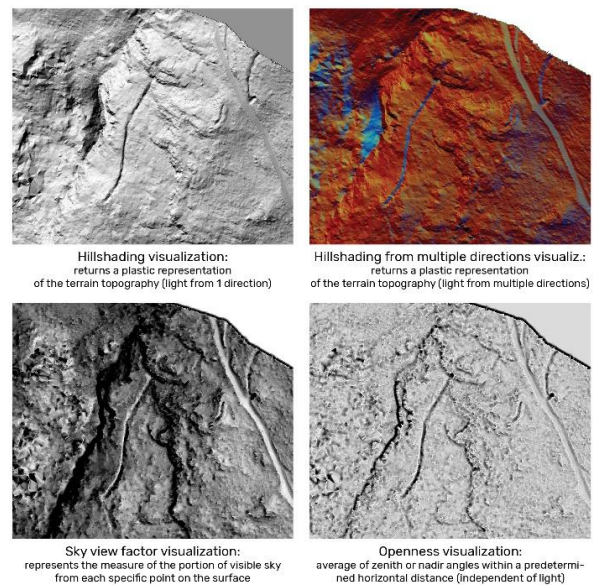 Hillshading visualization:
returns a plastic representation
of the terrain topography (light from 1 direction)
Hillshading from multiple directions visualiz.:
returns a plastic representation
of the terrain topography (light from multiple directions)
Sky view factor visualization:
represents the measure of the portion of visible sky
from each specific point on the surface
Openness visualization:
average of zenith or nadir angles within a predetermi-
ned horizontal distance (independent of light)